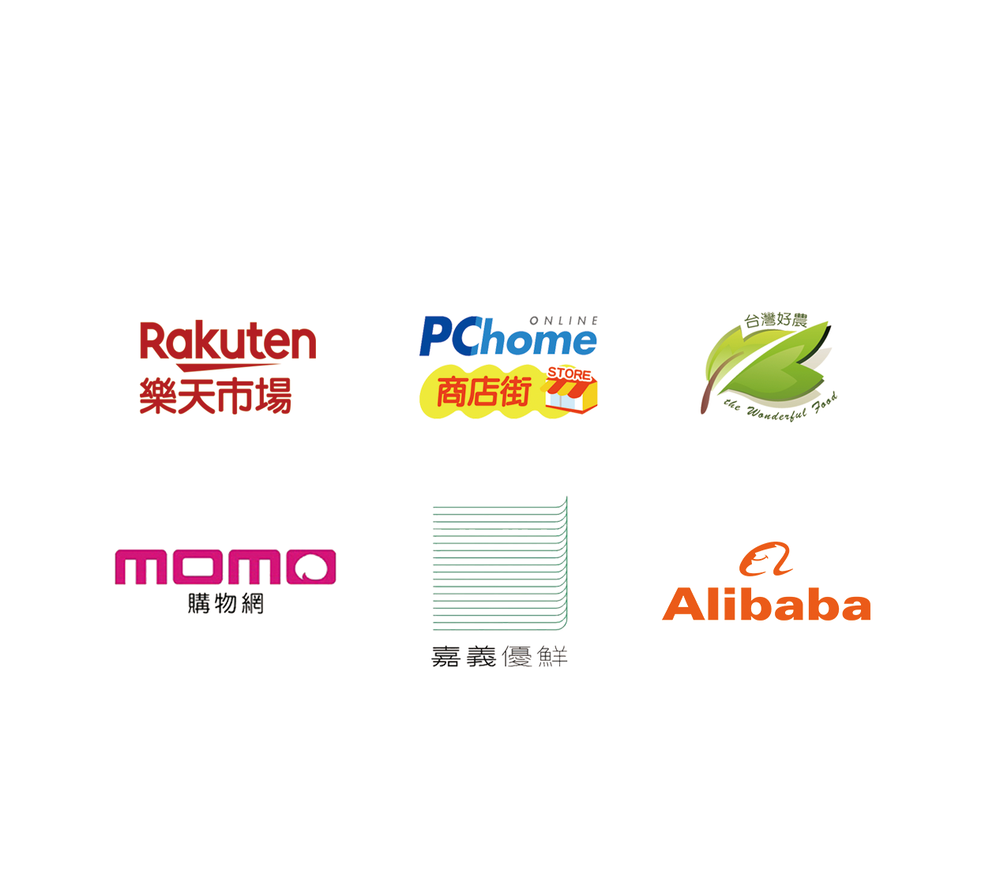 Rakuten
樂天市場
PChome
ONLINE
商店街
STORE
台灣好農
the Wonderful Food
momo
購物網
嘉義優鮮
Alibaba